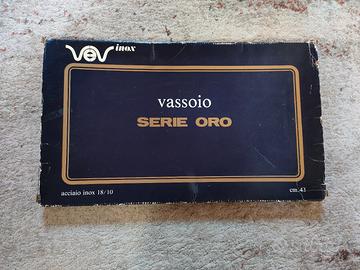 VEV inox
vassoio
SERIE ORO
acciaio inox 18/10
cm. 43